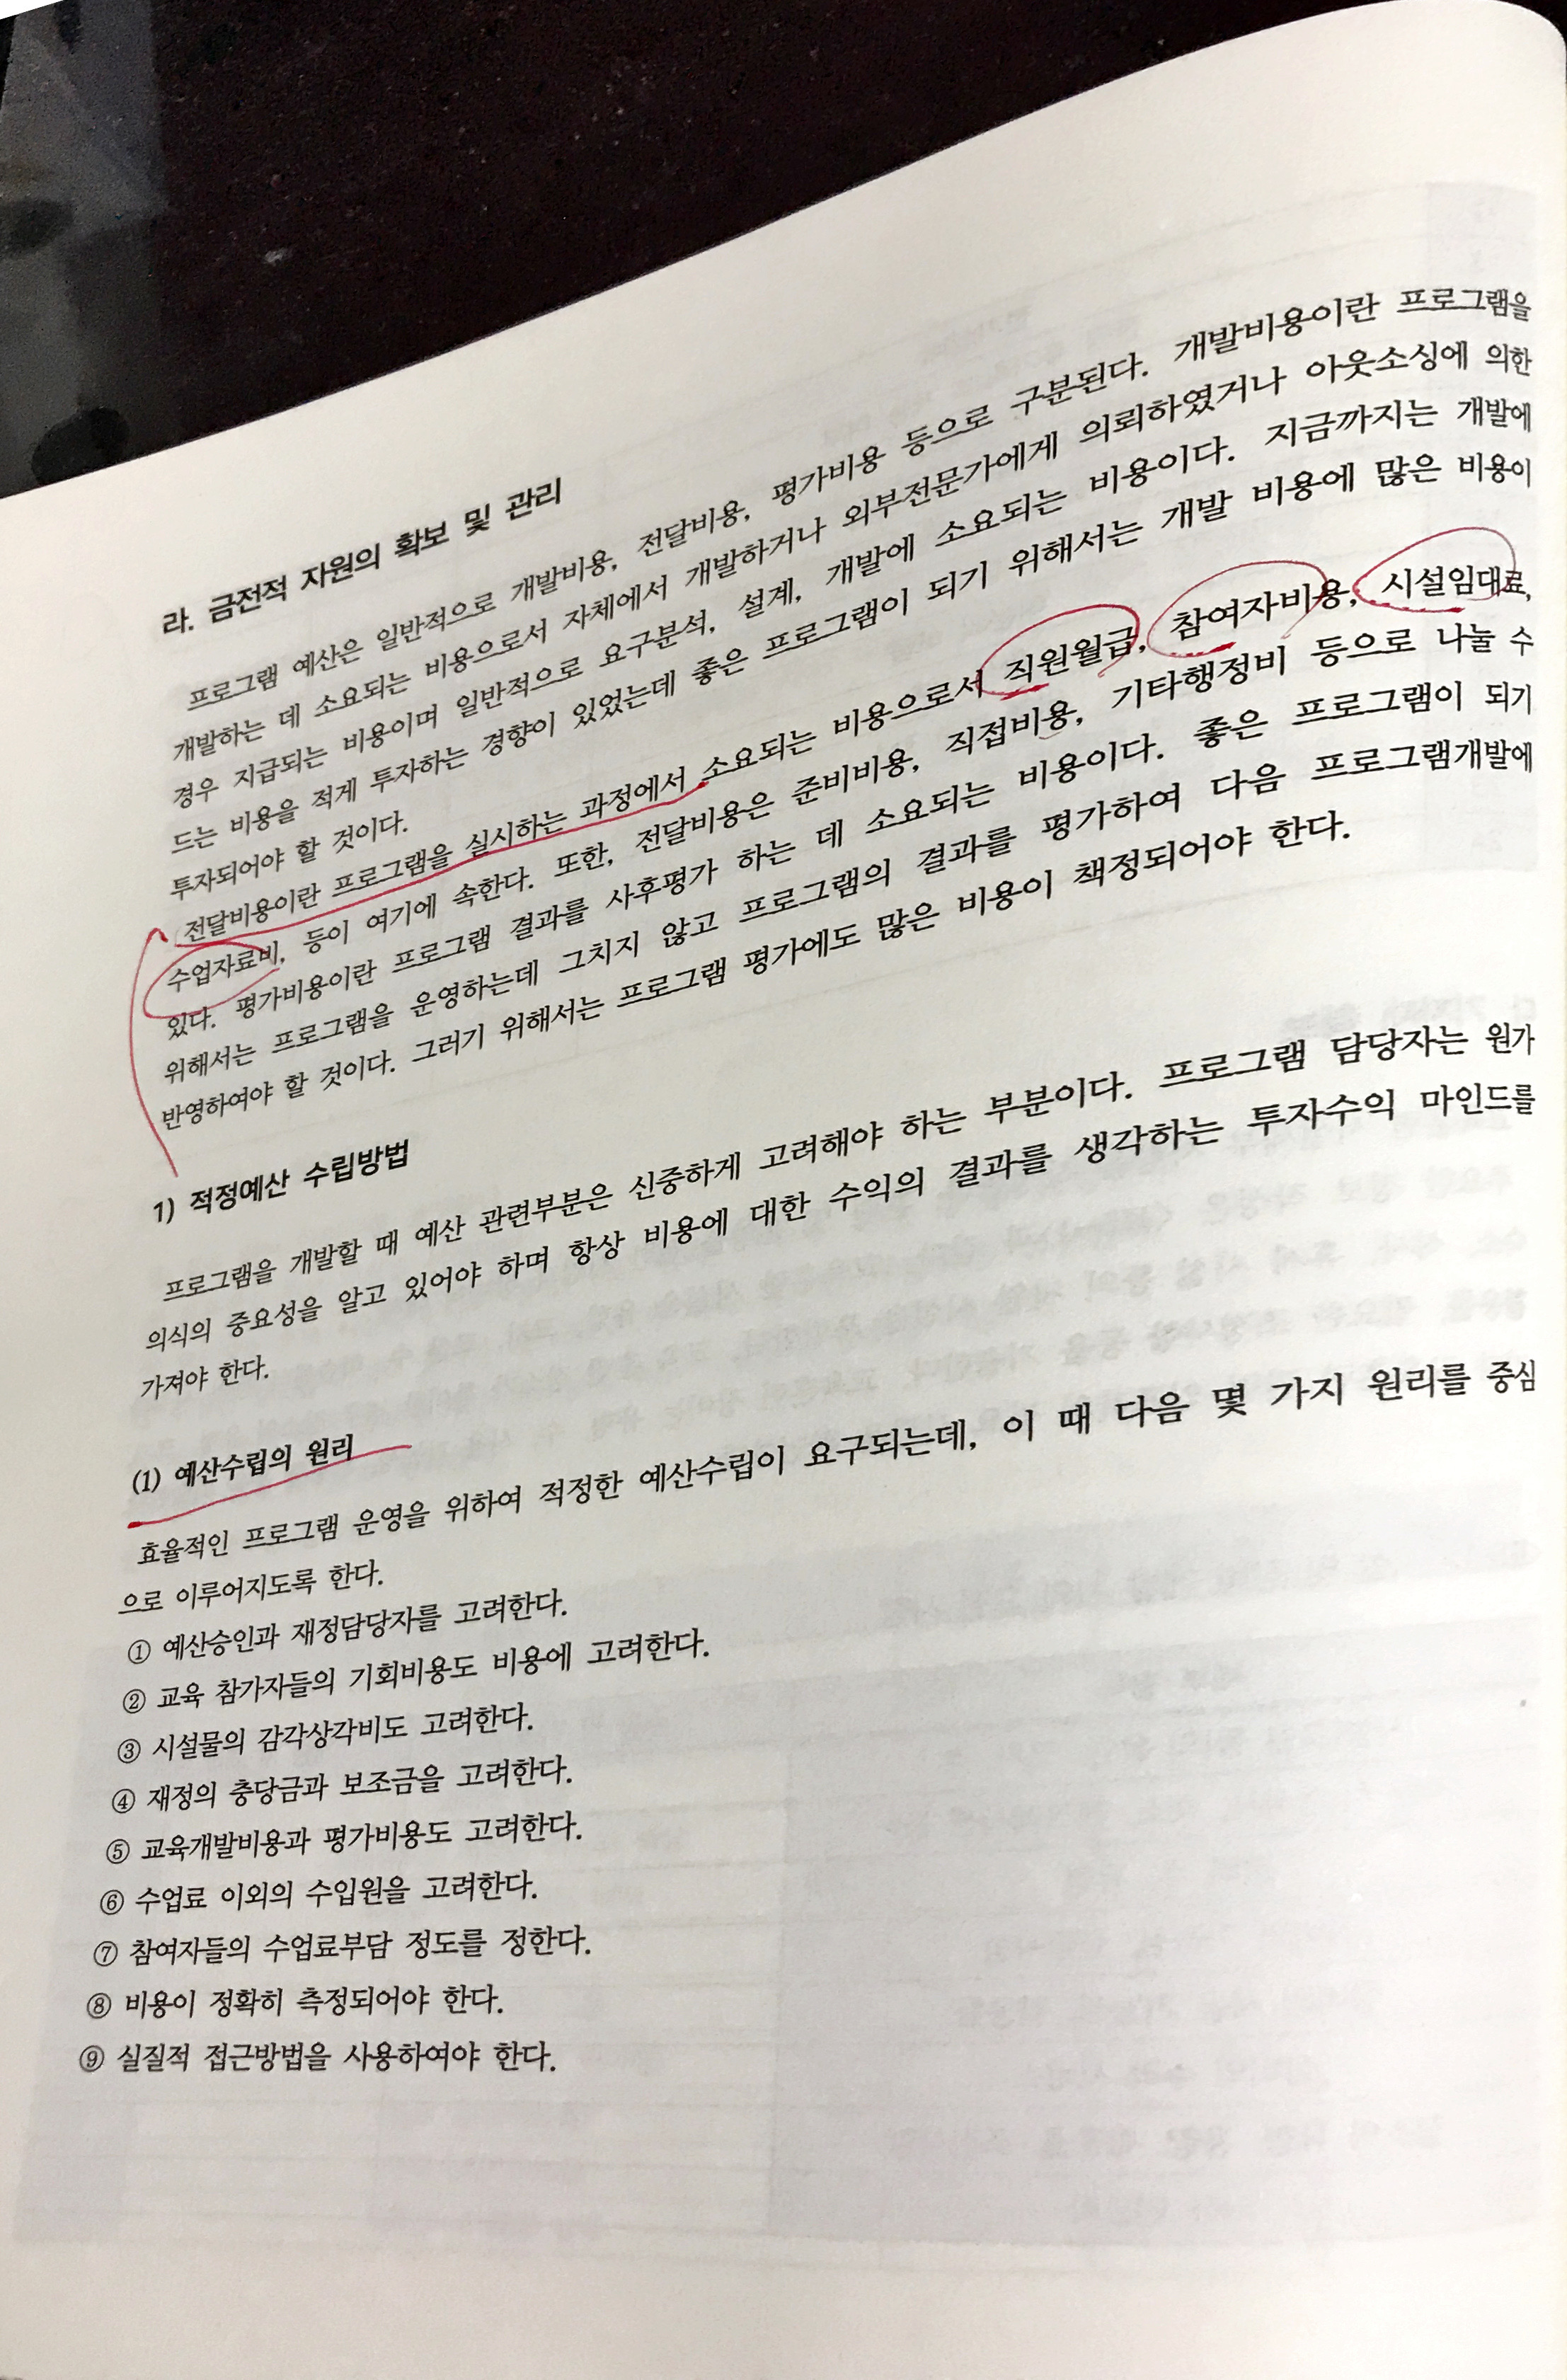 라. 금전적 자원의 확보 및 관리
프로그램 예산은 일반적으로 개발비용, 전달비용, 평가비용 등으로 구분된다. 개발비용이란 프로그램을
개발하는 데 소요되는 비용으로서 자체에서 개발하거나 외부전문가에게 의뢰하였거나 아웃소싱에 의한
경우 지급되는 비용이며 일반적으로 요구분석, 설계, 개발에 소요되는 비용이다. 지금까지는 개발에
드는 비용을 적게 투자하는 경향이 있었는데 좋은 프로그램이 되기 위해서는 개발 비용에 많은 비용이
투자되어야 할 것이다.
전달비용이란 프로그램을 실시하는 과정에서 소요되는 비용으로서 직원월급, 참여자비용, 시설임대료,
수업자료비, 등이 여기에 속한다. 또한, 전달비용은 준비비용, 직접비용, 기타행정비 등으로 나눌 수
있다. 평가비용이란 프로그램 결과를 사후평가 하는 데 소요되는 비용이다. 좋은 프로그램이 되기
위해서는 프로그램을 운영하는데 그치지 않고 프로그램의 결과를 평가하여 다음 프로그램개발에
반영하여야 할 것이다. 그러기 위해서는 프로그램 평가에도 많은 비용이 책정되어야 한다.
1) 적정예산 수립방법
프로그램을 개발할 때 예산 관련부분은 신중하게 고려해야 하는 부분이다. 프로그램 담당자는 원가
의식의 중요성을 알고 있어야 하며 항상 비용에 대한 수익의 결과를 생각하는 투자수익 마인드를
가져야 한다.
(1) 예산수립의 원리
효율적인 프로그램 운영을 위하여 적정한 예산수립이 요구되는데, 이 때 다음 몇 가지 원리를 중심
으로 이루어지도록 한다.
① 예산승인과 재정담당자를 고려한다.
② 교육 참가자들의 기회비용도 비용에 고려한다.
③ 시설물의 감각상각비도 고려한다.
④ 재정의 충당금과 보조금을 고려한다.
⑤ 교육개발비용과 평가비용도 고려한다.
⑥ 수업료 이외의 수입원을 고려한다.
⑦ 참여자들의 수업료부담 정도를 정한다.
⑧ 비용이 정확히 측정되어야 한다.
⑨ 실질적 접근방법을 사용하여야 한다.